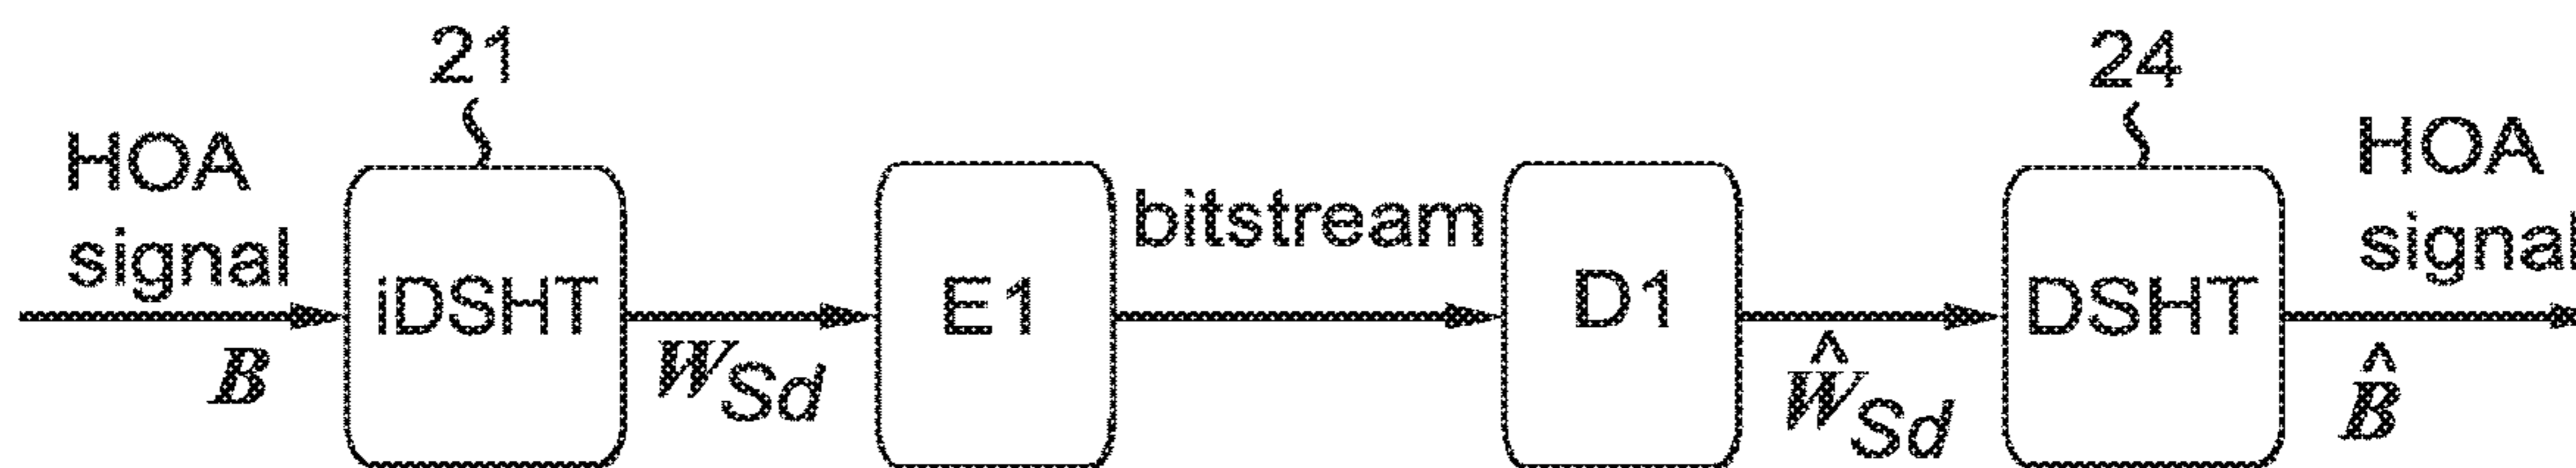 21
24
HOA
signal
HOA
signal
bitstream
iDSHT
E1
D1
DSHT
B
W_Sd
Ŵ_Sd
B̂